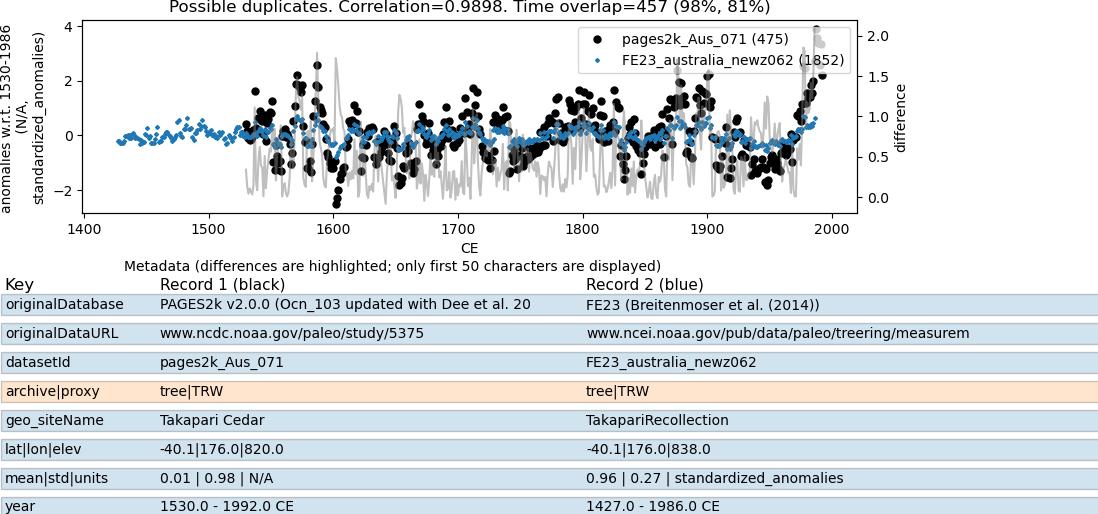 Possible duplicates. Correlation=0.9898. Time overlap=457 (98%, 81%)
anomalies w.r.t. 1530-1986
(N/A,
standardized_anomalies)
4
2
0
−2
pages2k_Aus_071 (475)
FE23_australia_newz062 (1852)
2.0
1.5
1.0
0.5
0.0
difference
1400 1500 1600 1700 1800 1900 2000
CE
Metadata (differences are highlighted; only first 50 characters are displayed)
Key Record 1 (black) Record 2 (blue)
originalDatabase PAGES2k v2.0.0 (Ocn_103 updated with Dee et al. 20 FE23 (Breitenmoser et al. (2014))
originalDataURL www.ncdc.noaa.gov/paleo/study/5375 www.ncei.noaa.gov/pub/data/paleo/treering/measurem
datasetId pages2k_Aus_071 FE23_australia_newz062
archive|proxy tree|TRW tree|TRW
geo_siteName Takapari Cedar TakapariRecollection
lat|lon|elev -40.1|176.0|820.0 -40.1|176.0|838.0
mean|std|units 0.01 | 0.98 | N/A 0.96 | 0.27 | standardized_anomalies
year 1530.0 - 1992.0 CE 1427.0 - 1986.0 CE